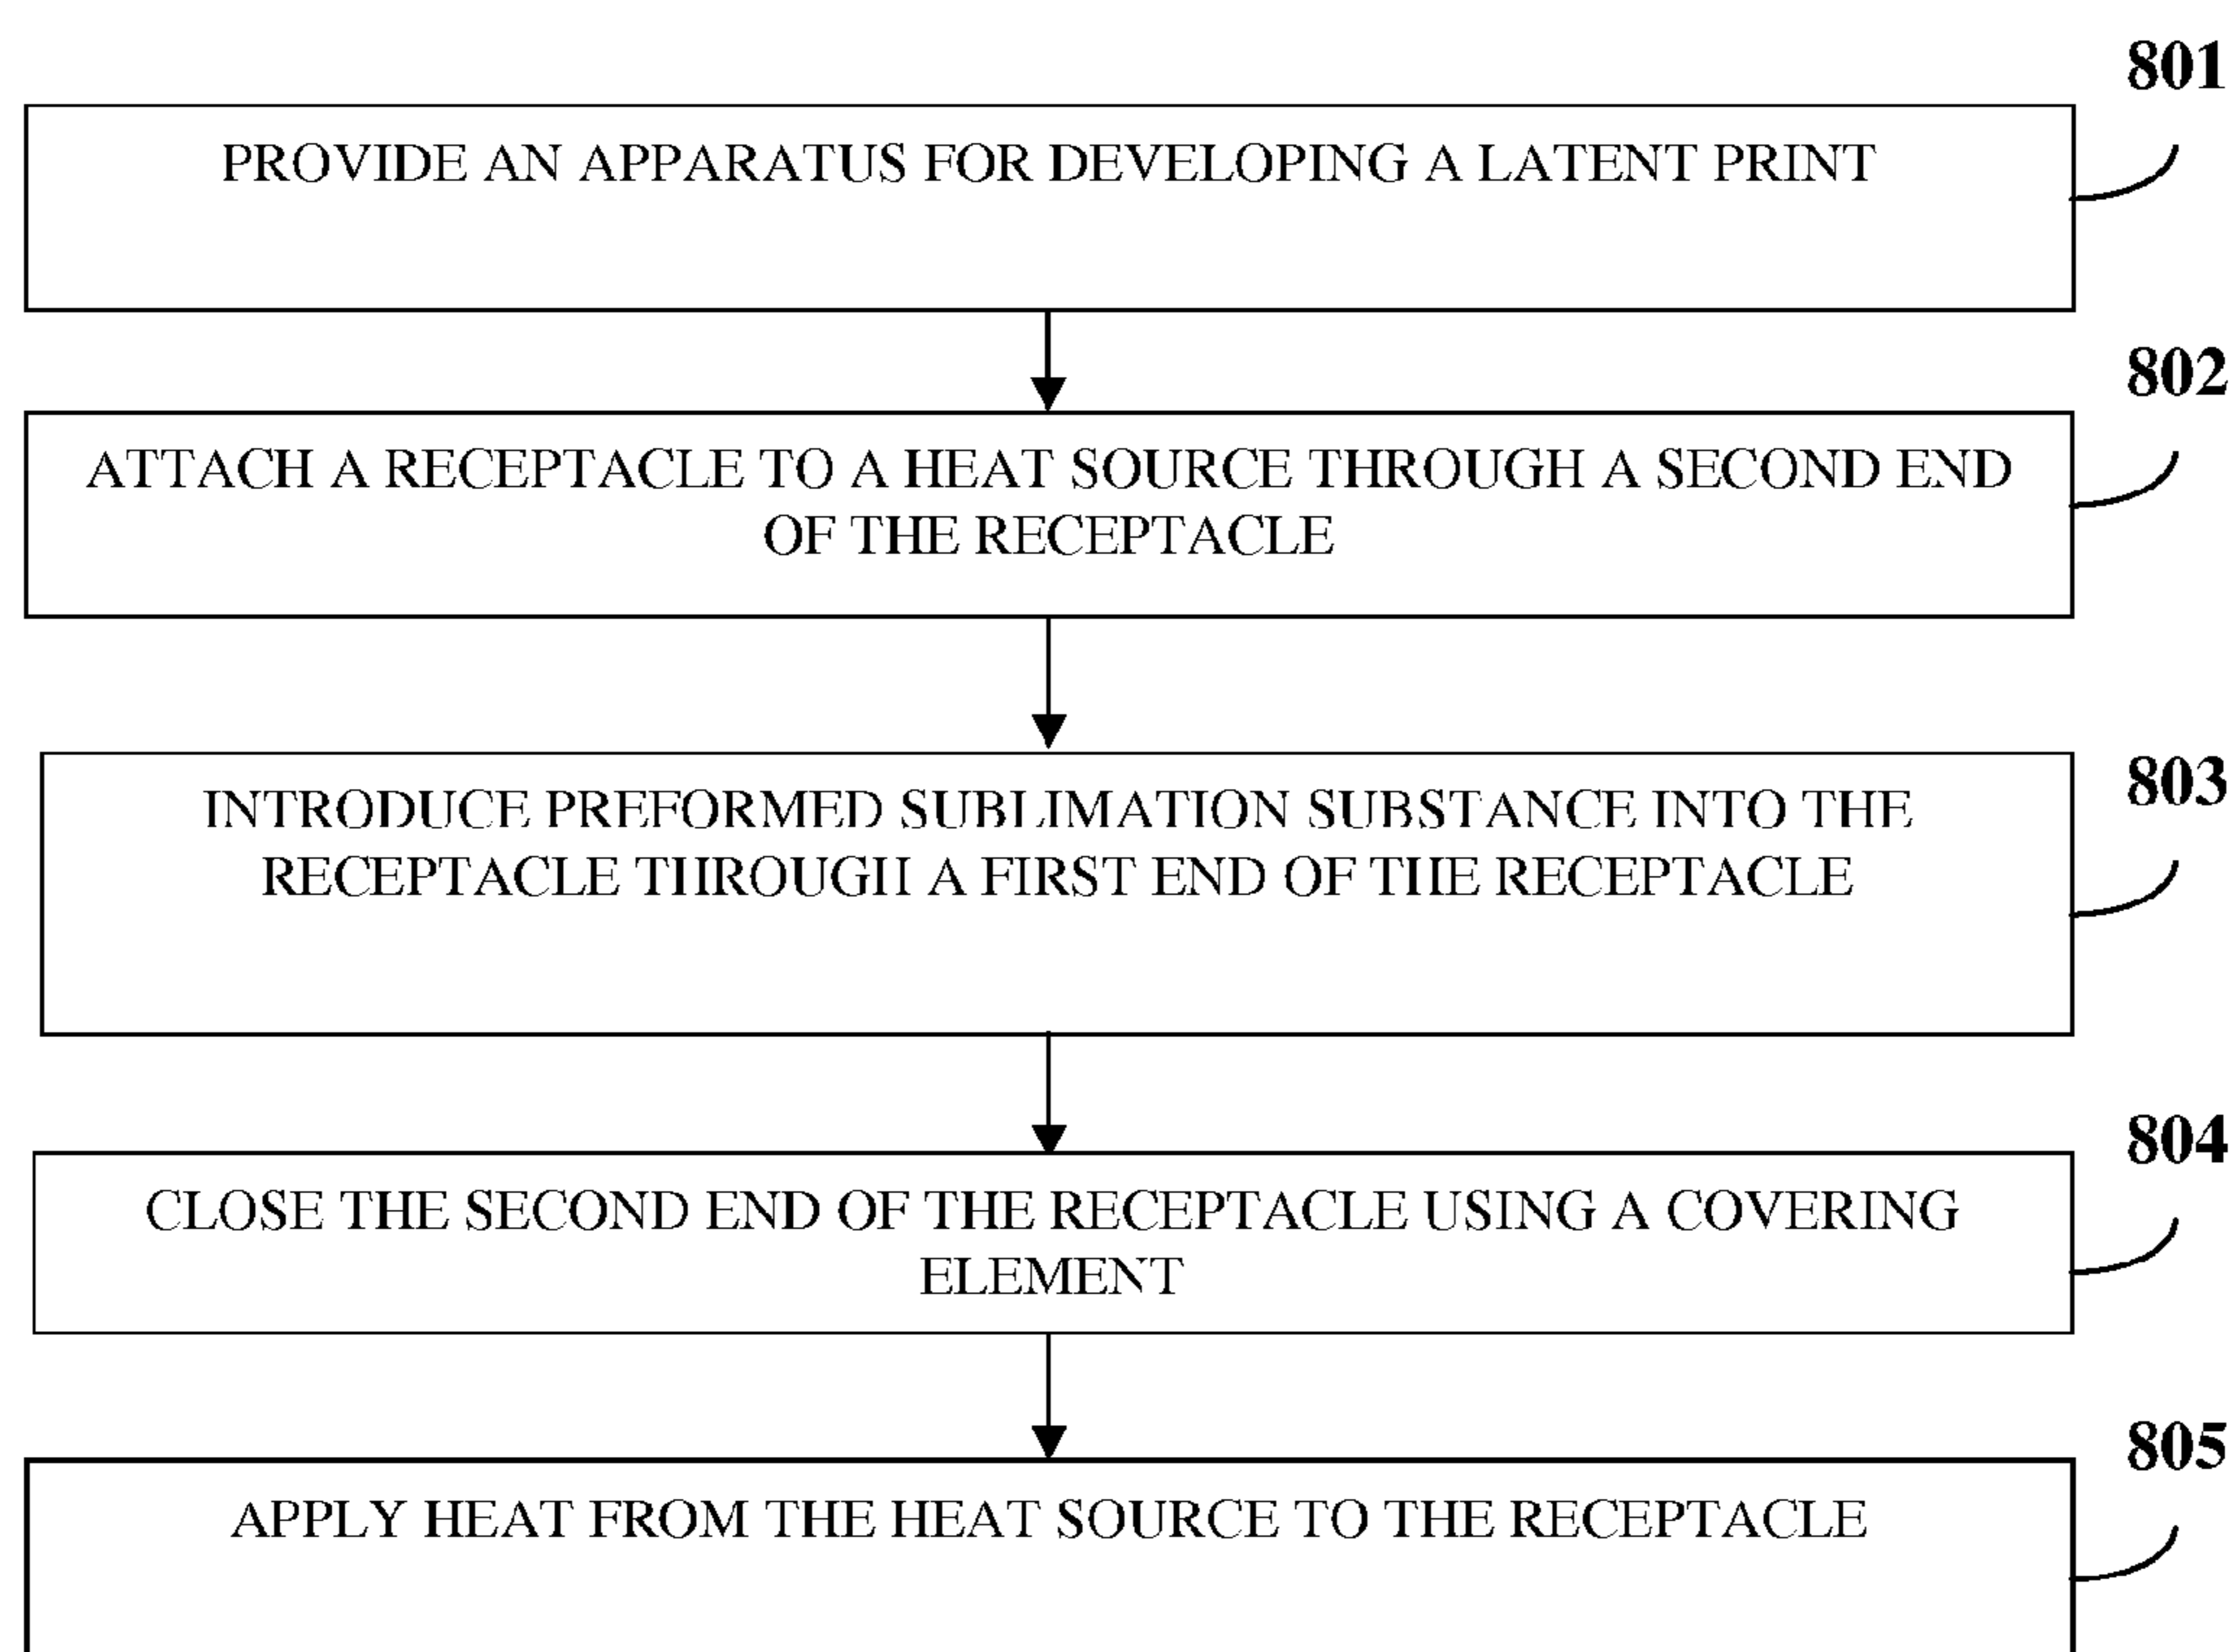 801
PROVIDE AN APPARATUS FOR DEVELOPING A LATENT PRINT
802
ATTACH A RECEPTACLE TO A HEAT SOURCE THROUGH A SECOND END
OF THE RECEPTACLE
803
INTRODUCE PREFORMED SUBLIMATION SUBSTANCE INTO THE
RECEPTACLE THROUGH A FIRST END OF THE RECEPTACLE
804
CLOSE THE SECOND END OF THE RECEPTACLE USING A COVERING
ELEMENT
805
APPLY HEAT FROM THE HEAT SOURCE TO THE RECEPTACLE